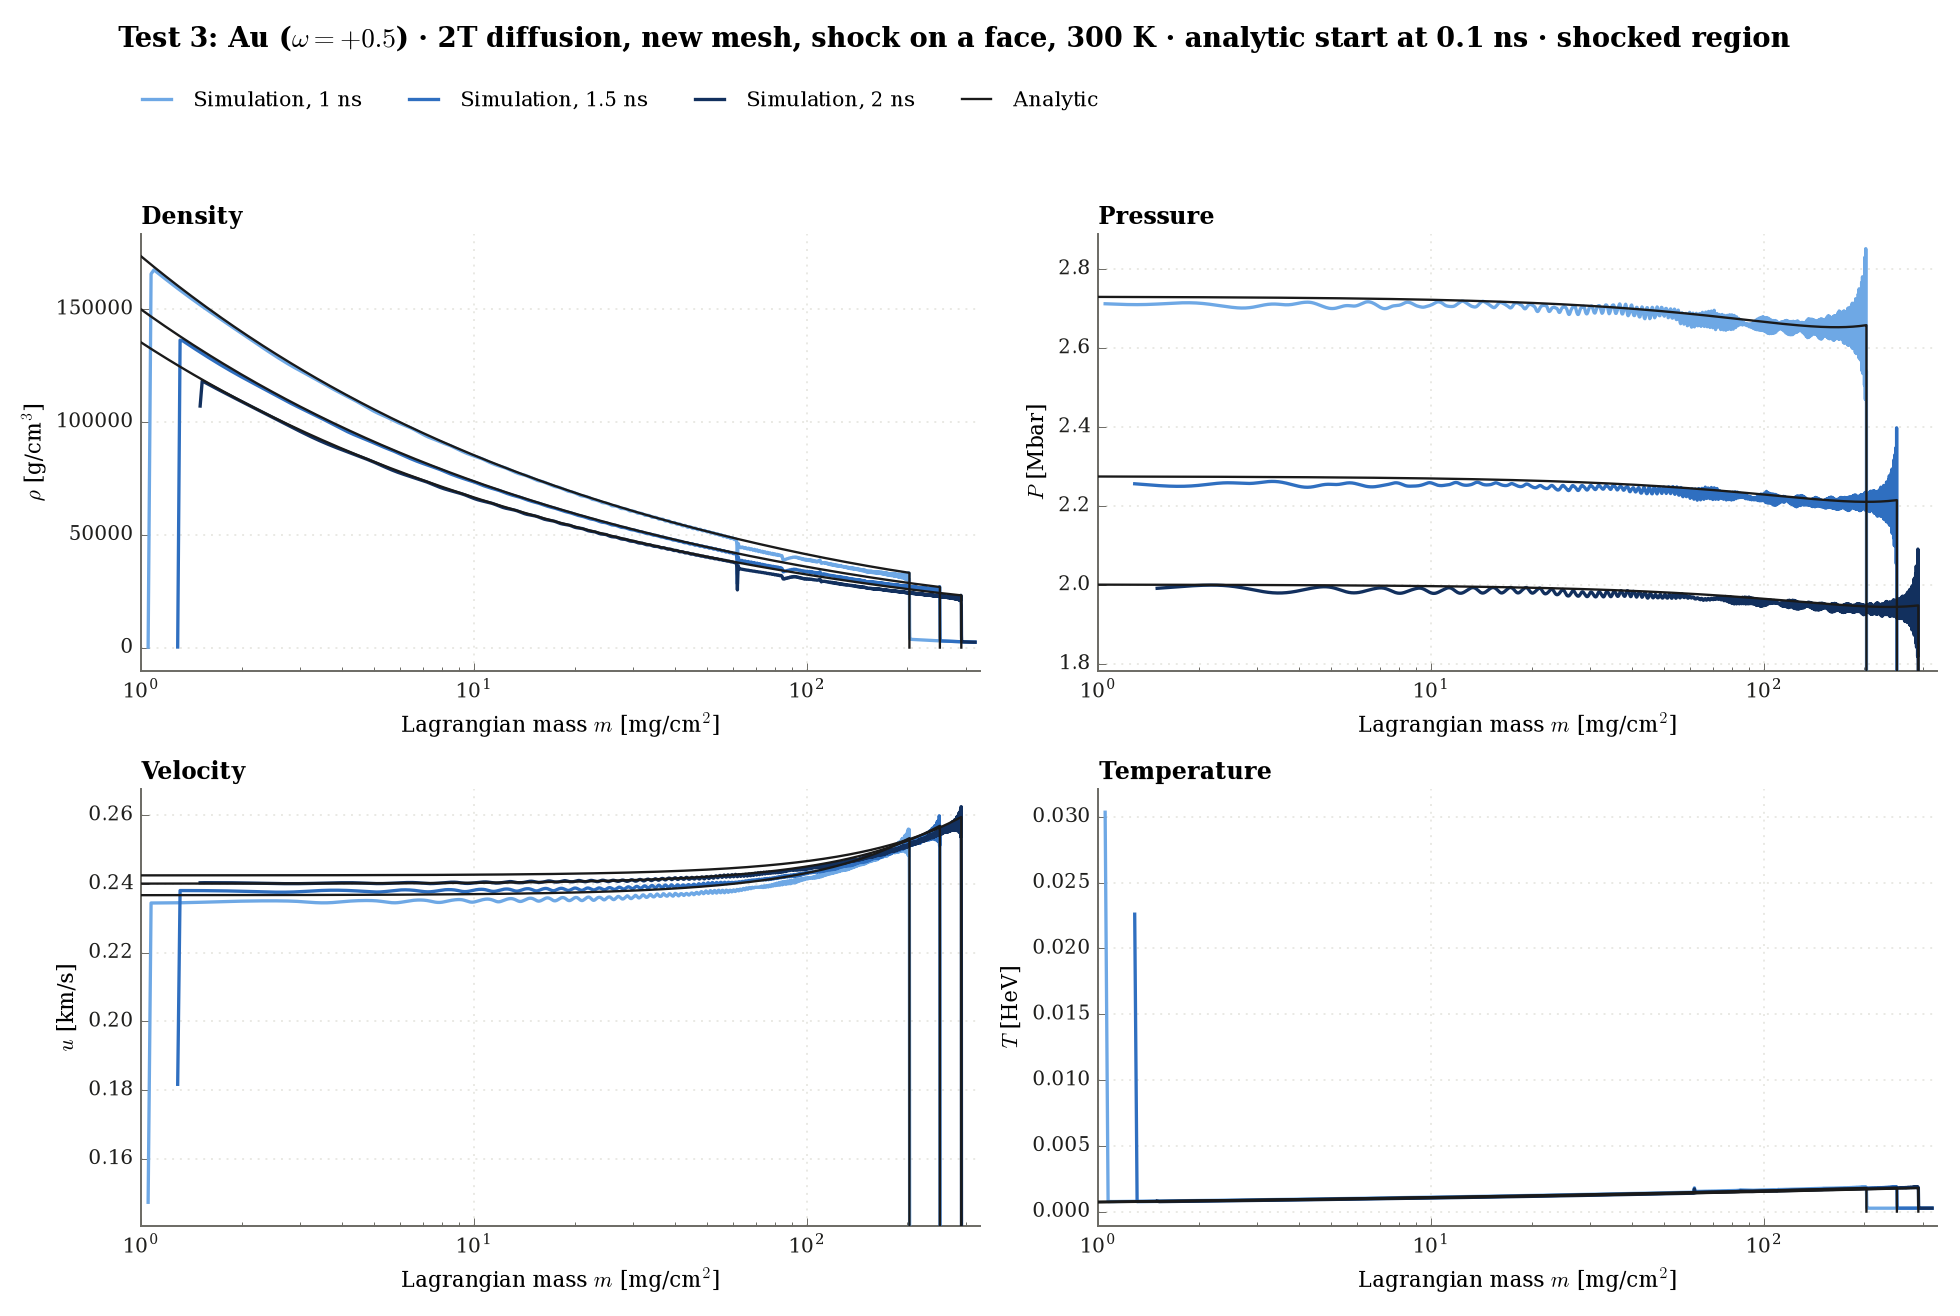 Test 3: Au (ω = +0.5) · 2T diffusion, new mesh, shock on a face, 300 K · analytic start at 0.1 ns · shocked region
Simulation, 1 ns
Simulation, 1.5 ns
Simulation, 2 ns
Analytic
Density
ρ [g/cm³]
150000
100000
50000
0
10⁰
10¹
10²
Lagrangian mass m [mg/cm²]
Pressure
P [Mbar]
2.8
2.6
2.4
2.2
2.0
1.8
10⁰
10¹
10²
Lagrangian mass m [mg/cm²]
Velocity
u [km/s]
0.26
0.24
0.22
0.20
0.18
0.16
10⁰
10¹
10²
Lagrangian mass m [mg/cm²]
Temperature
T [HeV]
0.030
0.025
0.020
0.015
0.010
0.005
0.000
10⁰
10¹
10²
Lagrangian mass m [mg/cm²]